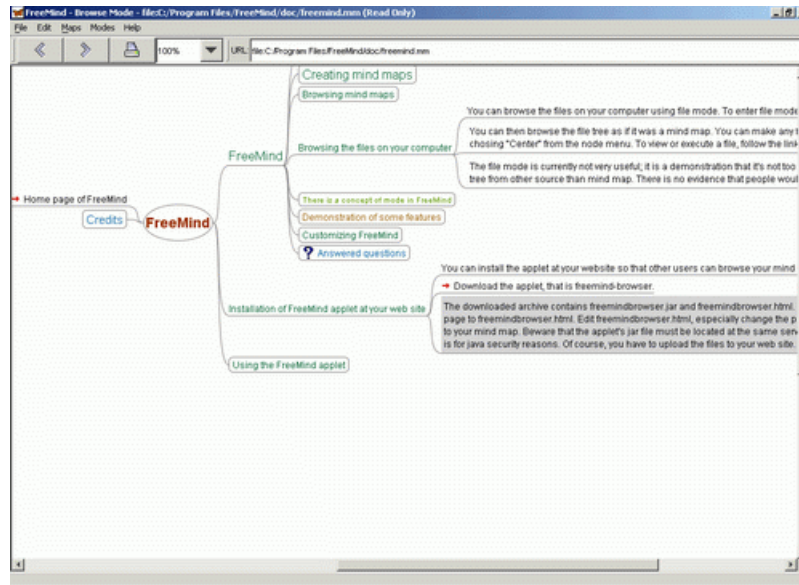 FreeMind - Browse Mode - file:C:/Program Files/FreeMind/doc/freemind.mm (Read Only)
File Edit Maps Modes Help
100% URL: file:C:/Program Files/FreeMind/doc/freemind.mm
Creating mind maps
Browsing mind maps
You can browse the files on your computer using file mode. To enter file mode
You can then browse the file tree as if it was a mind map. You can make any
chosing "Center" from the node menu. To view or execute a file, follow the link
Browsing the files on your computer
FreeMind
The file mode is currently not very useful; it is a demonstration that it's not too
tree from other source than mind map. There is no evidence that people woul
Home page of FreeMind
There is a concept of mode in FreeMind
Credits
FreeMind
Demonstration of some features
Customizing FreeMind
? Answered questions
You can install the applet at your website so that other users can browse your mind
Download the applet, that is freemind-browser.
Installation of FreeMind applet at your web site
The downloaded archive contains freemindbrowser.jar and freemindbrowser.html.
page to freemindbrowser.html. Edit freemindbrowser.html, especially change the p
to your mind map. Beware that the applet's jar file must be located at the same serv
is for java security reasons. Of course, you have to upload the files to your web site.
Using the FreeMind applet